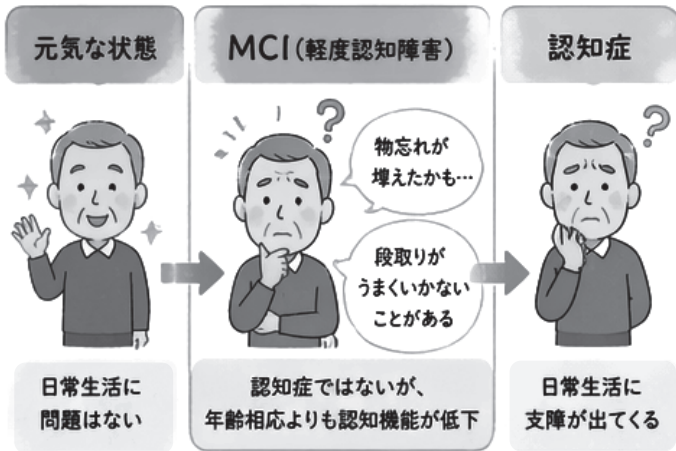 元気な状態
MCI(軽度認知障害)
認知症
?
物忘れが
増えたかも…
段取りが
うまくいかない
ことがある
?
日常生活に
問題はない
認知症ではないが、
年齢相応よりも認知機能が低下
日常生活に
支障が出てくる